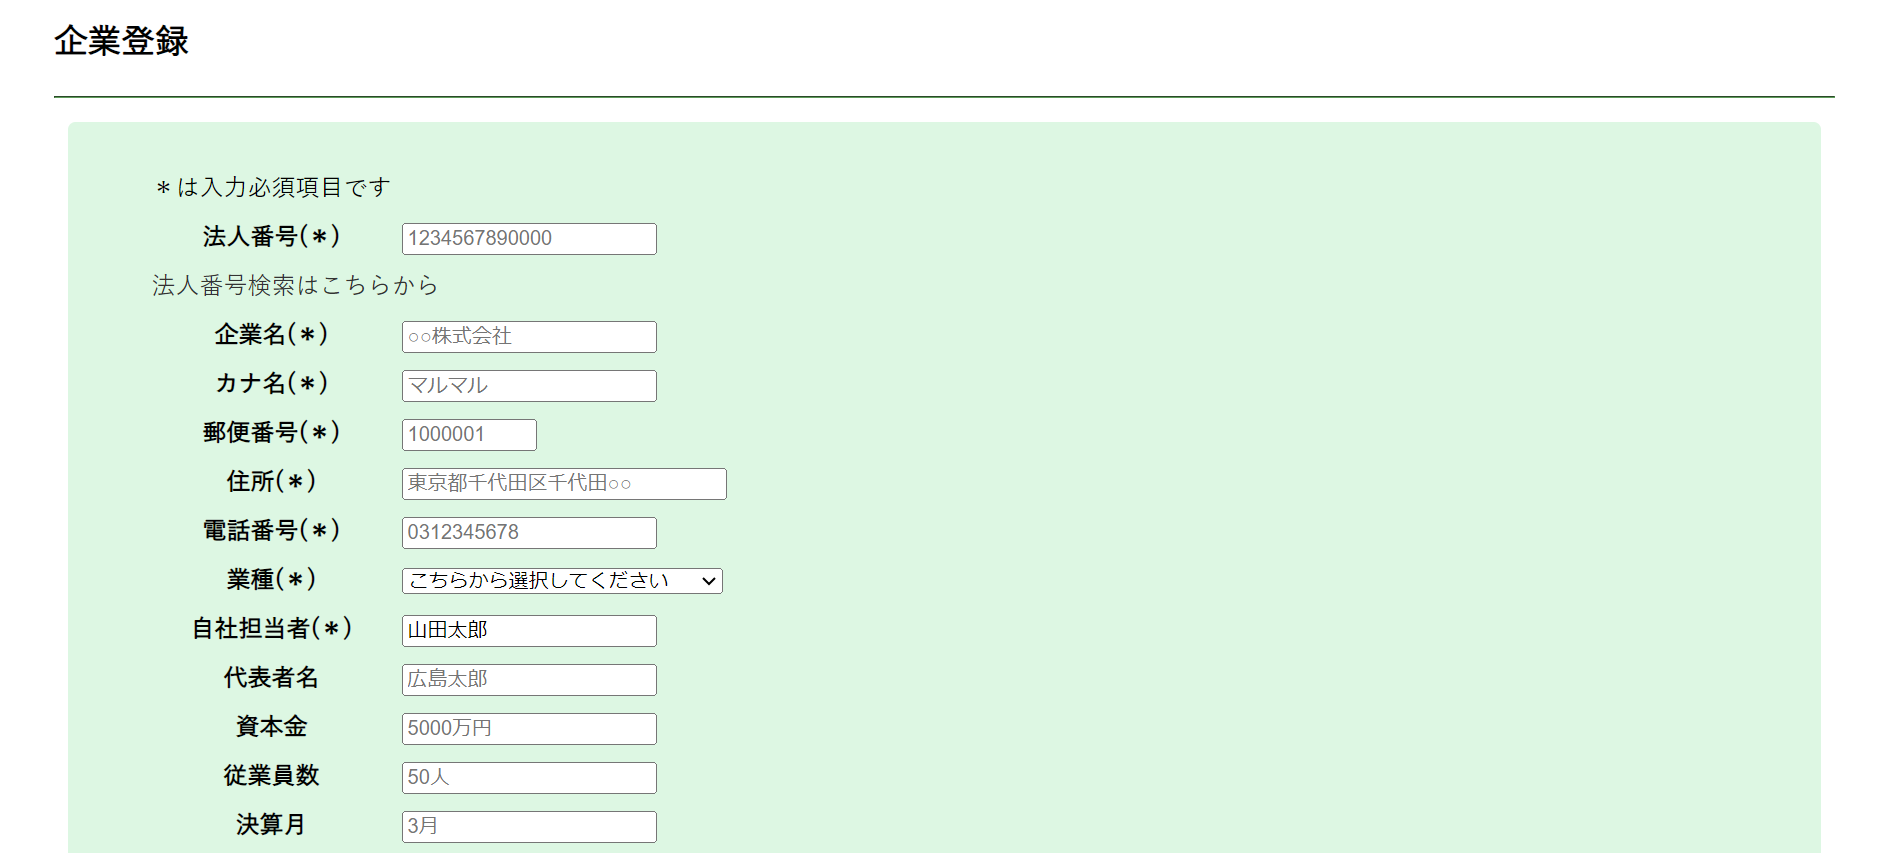 企業登録
＊は入力必須項目です
法人番号(＊) 1234567890000
法人番号検索はこちらから
企業名(＊) ○○株式会社
カナ名(＊) マルマル
郵便番号(＊) 1000001
住所(＊) 東京都千代田区千代田○○
電話番号(＊) 0312345678
業種(＊) こちらから選択してください
自社担当者(＊) 山田太郎
代表者名 広島太郎
資本金 5000万円
従業員数 50人
決算月 3月